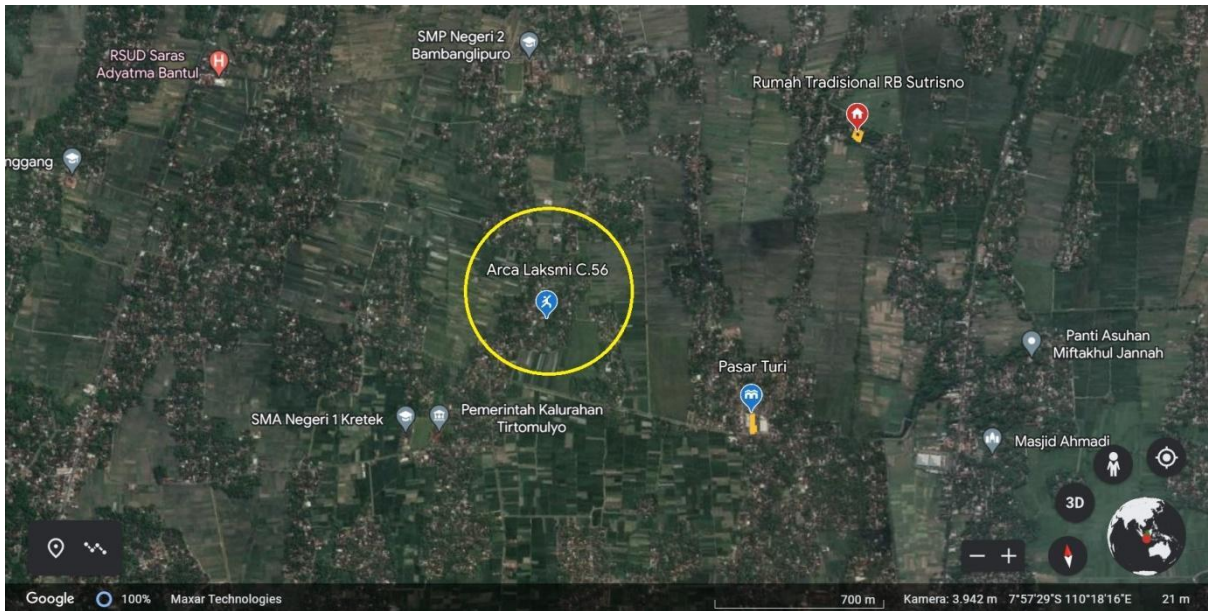 SMP Negeri 2
Bambanglipuro
RSUD Saras
Adyatma Bantul
Rumah Tradisional RB Sutrisno
nggang
Arca Laksmi C.56
Panti Asuhan
Miftakhul Jannah
Pasar Turi
SMA Negeri 1 Kretek
Pemerintah Kalurahan
Tirtomulyo
Masjid Ahmadi
3D
Google 100% Maxar Technologies 700 m Kamera: 3.942 m 7°57'29"S 110°18'16"E 21 m